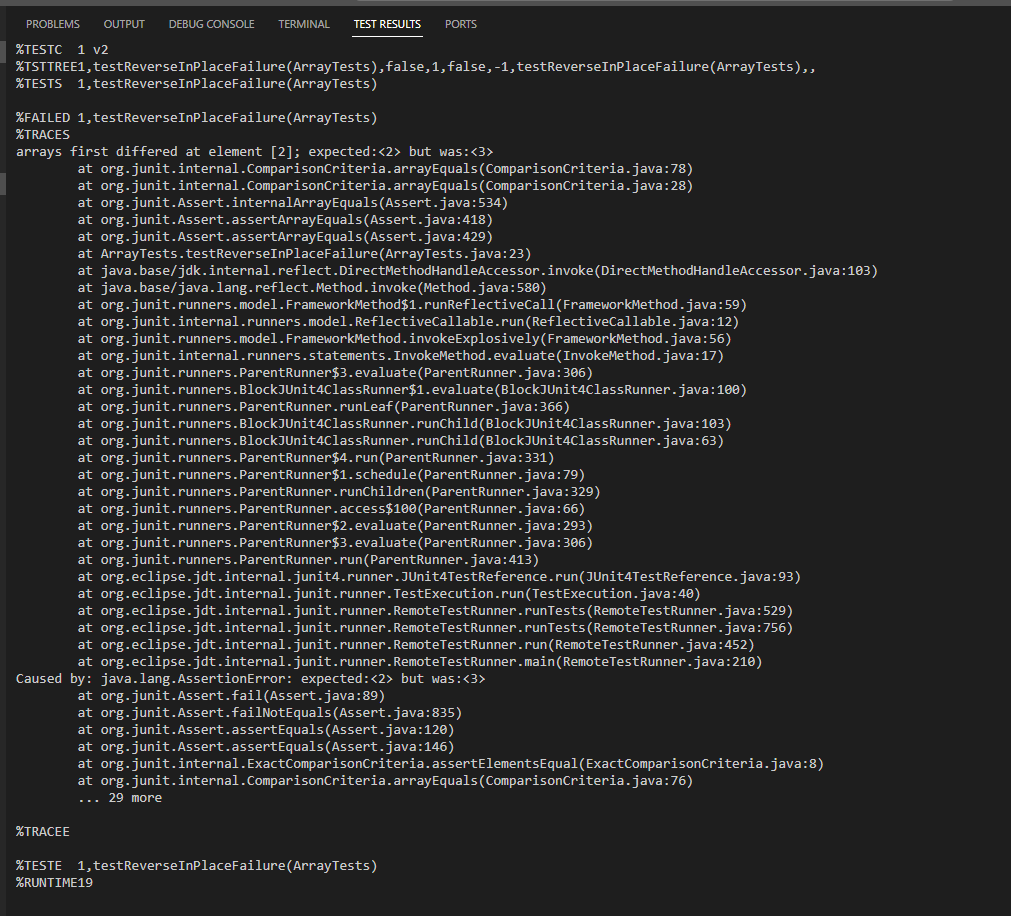 PROBLEMS OUTPUT DEBUG CONSOLE TERMINAL TEST RESULTS PORTS
%TESTC  1 v2
%TSTTREE1,testReverseInPlaceFailure(ArrayTests),false,1,false,-1,testReverseInPlaceFailure(ArrayTests),,
%TESTS  1,testReverseInPlaceFailure(ArrayTests)
%FAILED 1,testReverseInPlaceFailure(ArrayTests)
%TRACES
arrays first differed at element [2]; expected:<2> but was:<3>
at org.junit.internal.ComparisonCriteria.arrayEquals(ComparisonCriteria.java:78)
at org.junit.internal.ComparisonCriteria.arrayEquals(ComparisonCriteria.java:28)
at org.junit.Assert.internalArrayEquals(Assert.java:534)
at org.junit.Assert.assertArrayEquals(Assert.java:418)
at org.junit.Assert.assertArrayEquals(Assert.java:429)
at ArrayTests.testReverseInPlaceFailure(ArrayTests.java:23)
at java.base/jdk.internal.reflect.DirectMethodHandleAccessor.invoke(DirectMethodHandleAccessor.java:103)
at java.base/java.lang.reflect.Method.invoke(Method.java:580)
at org.junit.runners.model.FrameworkMethod$1.runReflectiveCall(FrameworkMethod.java:59)
at org.junit.internal.runners.model.ReflectiveCallable.run(ReflectiveCallable.java:12)
at org.junit.runners.model.FrameworkMethod.invokeExplosively(FrameworkMethod.java:56)
at org.junit.internal.runners.statements.InvokeMethod.evaluate(InvokeMethod.java:17)
at org.junit.runners.ParentRunner$3.evaluate(ParentRunner.java:306)
at org.junit.runners.BlockJUnit4ClassRunner$1.evaluate(BlockJUnit4ClassRunner.java:100)
at org.junit.runners.ParentRunner.runLeaf(ParentRunner.java:366)
at org.junit.runners.BlockJUnit4ClassRunner.runChild(BlockJUnit4ClassRunner.java:103)
at org.junit.runners.BlockJUnit4ClassRunner.runChild(BlockJUnit4ClassRunner.java:63)
at org.junit.runners.ParentRunner$4.run(ParentRunner.java:331)
at org.junit.runners.ParentRunner$1.schedule(ParentRunner.java:79)
at org.junit.runners.ParentRunner.runChildren(ParentRunner.java:329)
at org.junit.runners.ParentRunner.access$100(ParentRunner.java:66)
at org.junit.runners.ParentRunner$2.evaluate(ParentRunner.java:293)
at org.junit.runners.ParentRunner$3.evaluate(ParentRunner.java:306)
at org.junit.runners.ParentRunner.run(ParentRunner.java:413)
at org.eclipse.jdt.internal.junit4.runner.JUnit4TestReference.run(JUnit4TestReference.java:93)
at org.eclipse.jdt.internal.junit.runner.TestExecution.run(TestExecution.java:40)
at org.eclipse.jdt.internal.junit.runner.RemoteTestRunner.runTests(RemoteTestRunner.java:529)
at org.eclipse.jdt.internal.junit.runner.RemoteTestRunner.runTests(RemoteTestRunner.java:756)
at org.eclipse.jdt.internal.junit.runner.RemoteTestRunner.run(RemoteTestRunner.java:452)
at org.eclipse.jdt.internal.junit.runner.RemoteTestRunner.main(RemoteTestRunner.java:210)
Caused by: java.lang.AssertionError: expected:<2> but was:<3>
at org.junit.Assert.fail(Assert.java:89)
at org.junit.Assert.failNotEquals(Assert.java:835)
at org.junit.Assert.assertEquals(Assert.java:120)
at org.junit.Assert.assertEquals(Assert.java:146)
at org.junit.internal.ExactComparisonCriteria.assertElementsEqual(ExactComparisonCriteria.java:8)
at org.junit.internal.ComparisonCriteria.arrayEquals(ComparisonCriteria.java:76)
... 29 more
%TRACEE
%TESTE  1,testReverseInPlaceFailure(ArrayTests)
%RUNTIME19